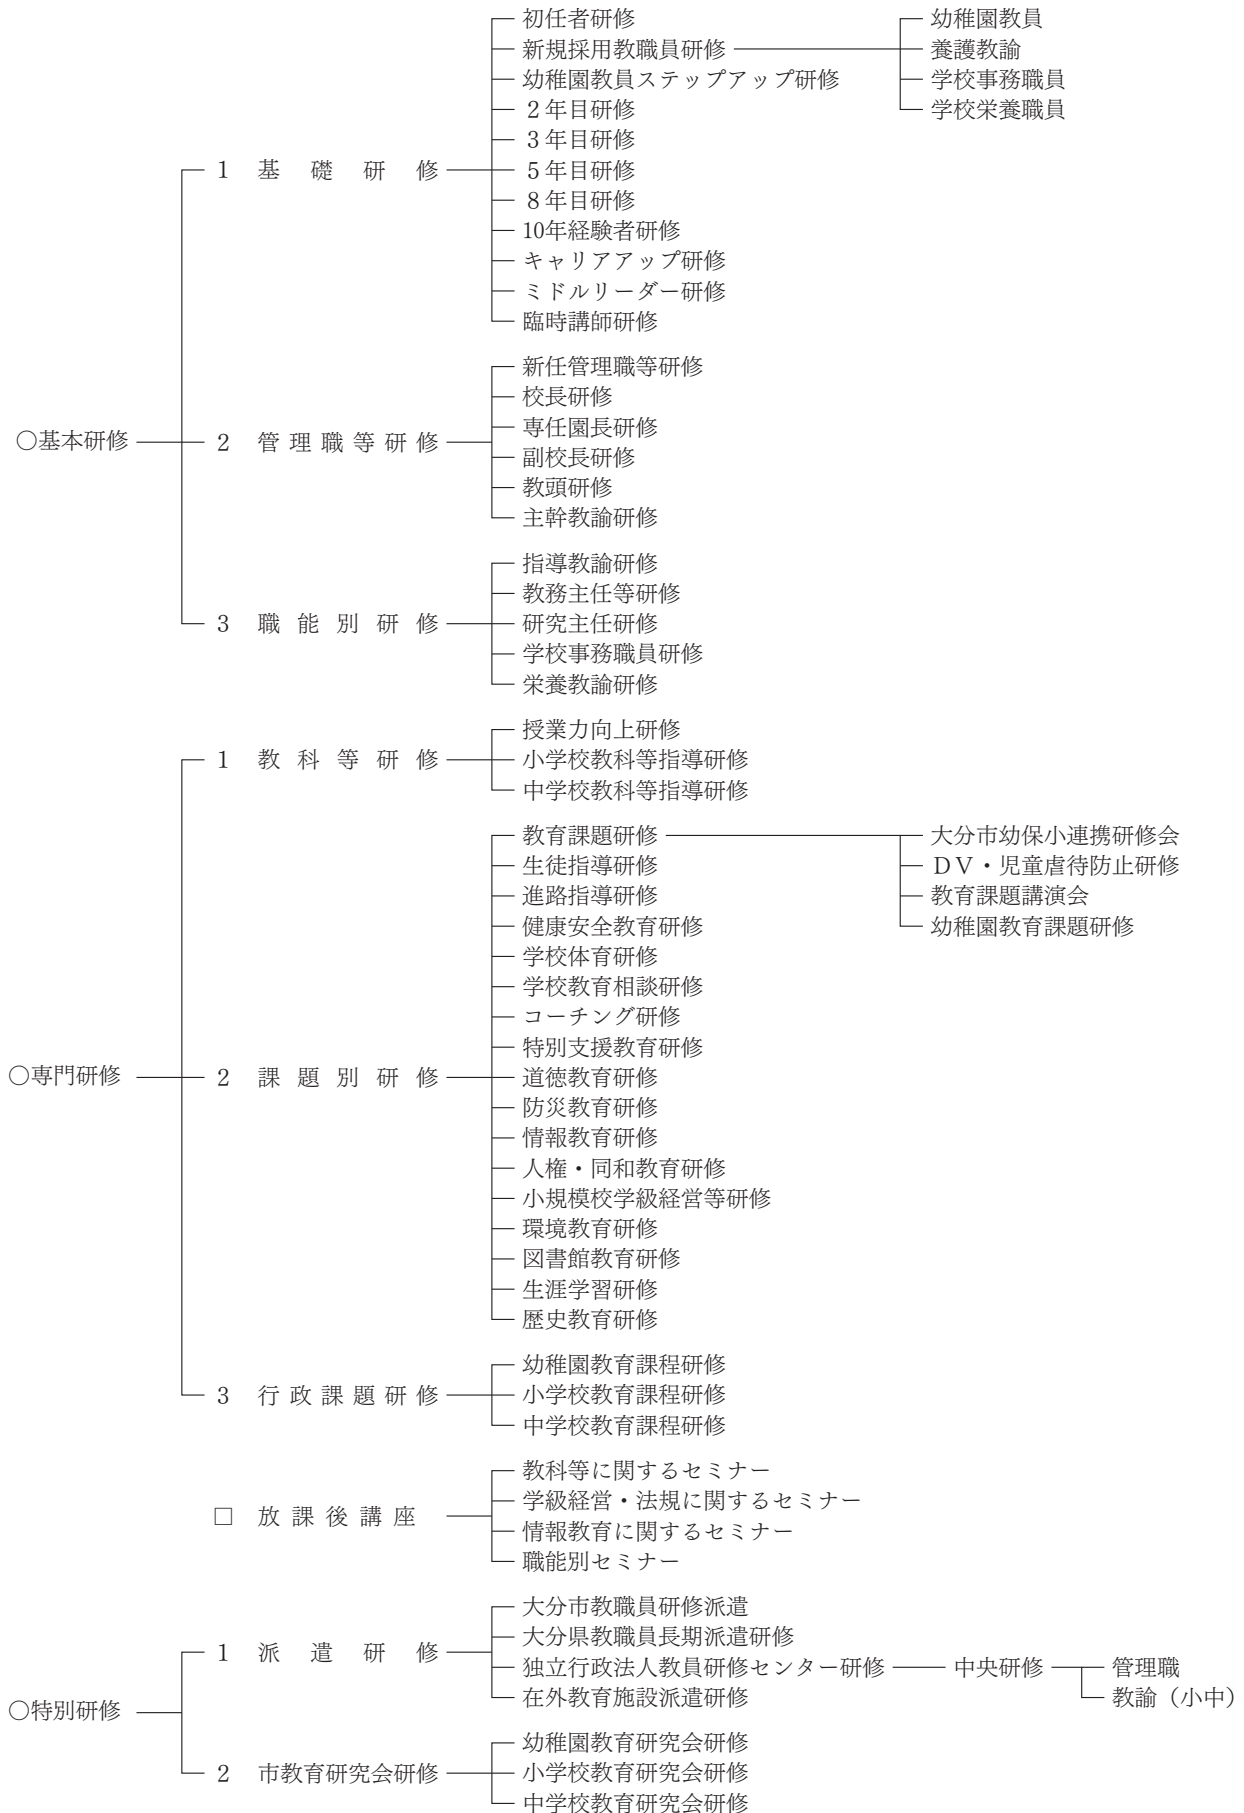 初任者研修
新規採用教職員研修
幼稚園教員
養護教諭
学校事務職員
学校栄養職員
幼稚園教員ステップアップ研修
２年目研修
３年目研修
５年目研修
８年目研修
10年経験者研修
キャリアアップ研修
ミドルリーダー研修
臨時講師研修
1 基礎研修
新任管理職等研修
校長研修
専任園長研修
副校長研修
教頭研修
主幹教諭研修
○基本研修
2 管理職等研修
指導教諭研修
教務主任等研修
研究主任研修
学校事務職員研修
栄養教諭研修
3 職能別研修
授業力向上研修
小学校教科等指導研修
中学校教科等指導研修
1 教科等研修
教育課題研修
大分市幼保小連携研修会
ＤＶ・児童虐待防止研修
教育課題講演会
幼稚園教育課題研修
生徒指導研修
進路指導研修
健康安全教育研修
学校体育研修
学校教育相談研修
コーチング研修
特別支援教育研修
道徳教育研修
防災教育研修
情報教育研修
人権・同和教育研修
小規模校学級経営等研修
環境教育研修
図書館教育研修
生涯学習研修
歴史教育研修
○専門研修
2 課題別研修
幼稚園教育課程研修
小学校教育課程研修
中学校教育課程研修
3 行政課題研修
教科等に関するセミナー
学級経営・法規に関するセミナー
情報教育に関するセミナー
職能別セミナー
□ 放課後講座
大分市教職員研修派遣
大分県教職員長期派遣研修
独立行政法人教員研修センター研修
中央研修
管理職
教諭（小中）
在外教育施設派遣研修
1 派遣研修
○特別研修
幼稚園教育研究会研修
小学校教育研究会研修
中学校教育研究会研修
2 市教育研究会研修